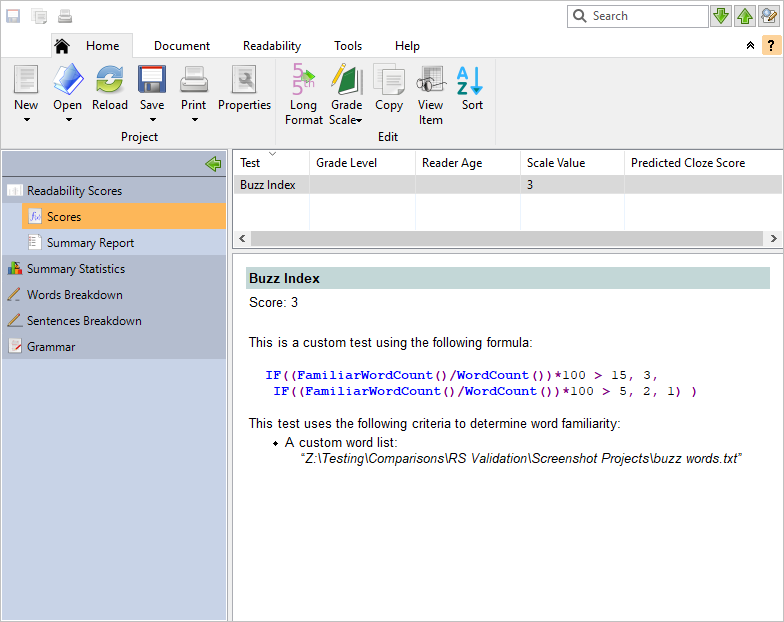 Search
Home Document Readability Tools Help
?
New Open Reload Save Print Properties Long Format Grade Scale Copy View Item Sort
Project Edit
Readability Scores
Scores
Summary Report
Summary Statistics
Words Breakdown
Sentences Breakdown
Grammar
Test Grade Level Reader Age Scale Value Predicted Cloze Score
Buzz Index 3
Buzz Index
Score: 3
This is a custom test using the following formula:
IF((FamiliarWordCount()/WordCount())*100 > 15, 3,
IF((FamiliarWordCount()/WordCount())*100 > 5, 2, 1) )
This test uses the following criteria to determine word familiarity:
• A custom word list:
“Z:\Testing\Comparisons\RS Validation\Screenshot Projects\buzz words.txt”